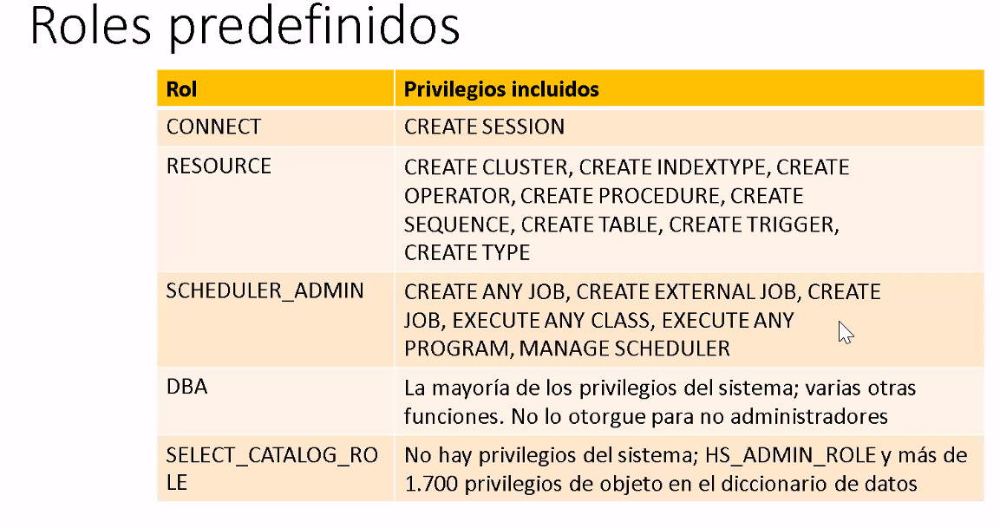 Roles predefinidos
Rol
Privilegios incluidos
CONNECT
CREATE SESSION
RESOURCE
CREATE CLUSTER, CREATE INDEXTYPE, CREATE
OPERATOR, CREATE PROCEDURE, CREATE
SEQUENCE, CREATE TABLE, CREATE TRIGGER,
CREATE TYPE
SCHEDULER_ADMIN
CREATE ANY JOB, CREATE EXTERNAL JOB, CREATE
JOB, EXECUTE ANY CLASS, EXECUTE ANY
PROGRAM, MANAGE SCHEDULER
DBA
La mayoría de los privilegios del sistema; varias otras
funciones. No lo otorgue para no administradores
SELECT_CATALOG_RO
LE
No hay privilegios del sistema; HS_ADMIN_ROLE y más de
1.700 privilegios de objeto en el diccionario de datos